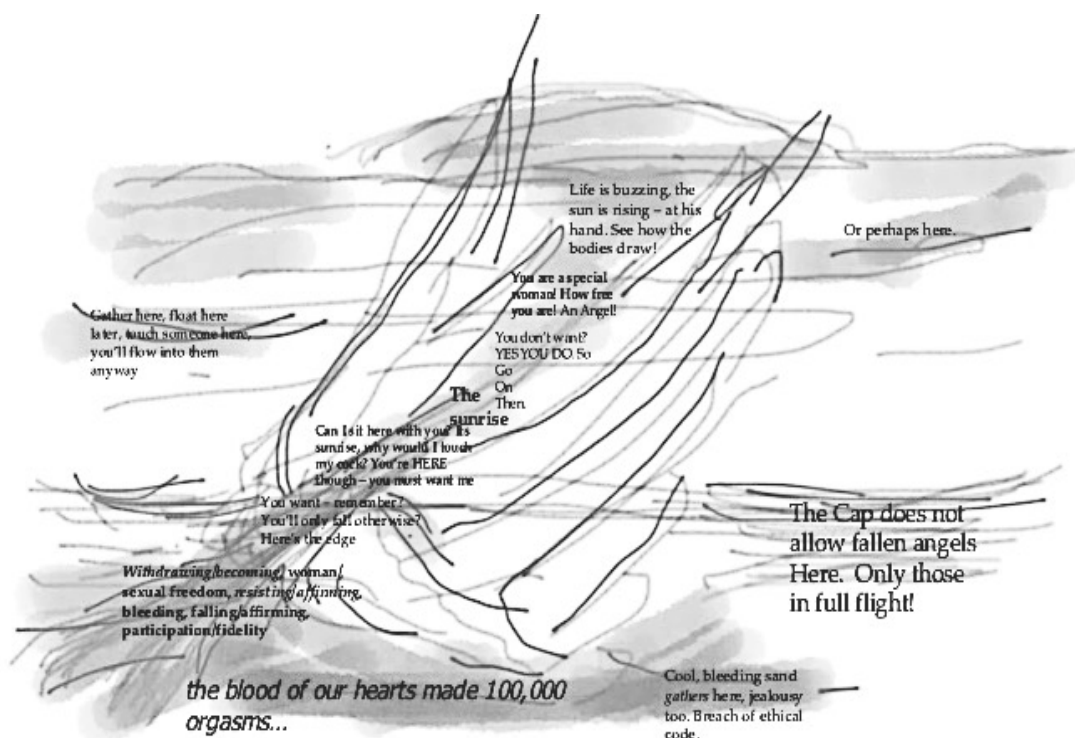 Life is buzzing, the
sun is rising – at his
hand. See how the
bodies draw!
Or perhaps here.
You are a special
woman! How free
you are! An Angel!
Gather here, float here
later, touch someone here,
you'll flow into them
anyway
You don't want?
YES YOU DO. So
Go
On
Then.
The
sunrise
Can I sit here with you? Its
sunrise, why would I touch
my cock? You're HERE
though – you must want me
You want – remember?
You'll only fall otherwise?
Here's the edge
The Cap does not
allow fallen angels
Here. Only those
in full flight!
Withdrawing/becoming, woman/
sexual freedom, resisting/affirming,
bleeding, falling/affirming,
participation/fidelity
the blood of our hearts made 100,000
orgasms...
Cool, bleeding sand
gathers here, jealousy
too. Breach of ethical
code.